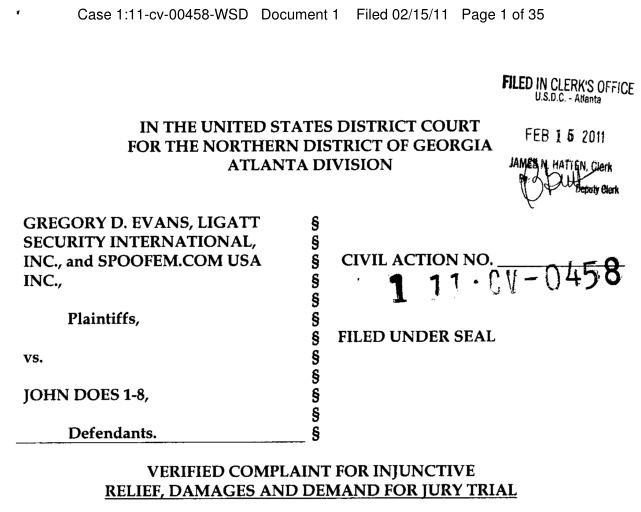 Case 1:11-cv-00458-WSD Document 1 Filed 02/15/11 Page 1 of 35
FILED IN CLERK'S OFFICE
U.S.D.C. - Atlanta
FEB 15 2011
JAMES N. HATTEN, Clerk
By:
Deputy Clerk
IN THE UNITED STATES DISTRICT COURT
FOR THE NORTHERN DISTRICT OF GEORGIA
ATLANTA DIVISION
GREGORY D. EVANS, LIGATT §
SECURITY INTERNATIONAL, §
INC., and SPOOFEM.COM USA § CIVIL ACTION NO.
INC., §
1 11-CV-0458
§
Plaintiffs, §
§ FILED UNDER SEAL
vs. §
§
JOHN DOES 1-8, §
§
Defendants. §
VERIFIED COMPLAINT FOR INJUNCTIVE
RELIEF, DAMAGES AND DEMAND FOR JURY TRIAL